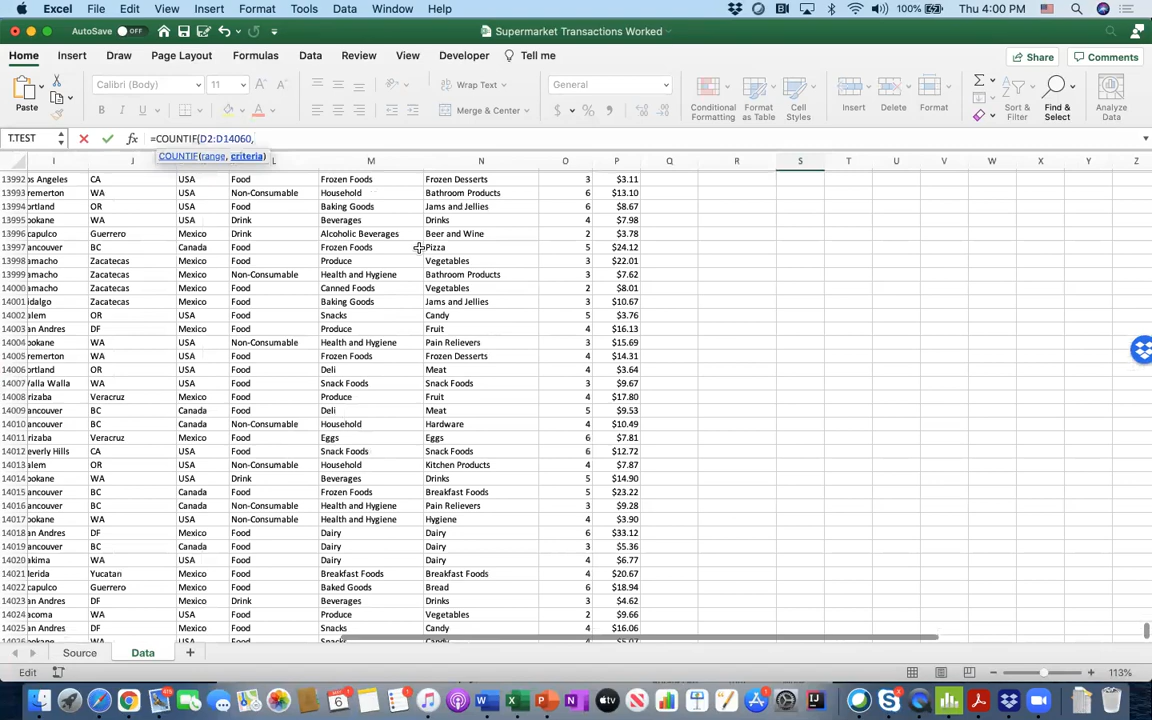 Excel File Edit View Insert Format Tools Data Window Help 100% Thu 4:00 PM
AutoSave OFF Supermarket Transactions Worked
Home Insert Draw Page Layout Formulas Data Review View Developer Tell me Share Comments
Paste Calibri (Body) 11 Wrap Text General Conditional Formatting Format as Table Cell Styles Insert Delete Format Sort & Filter Find & Select Analyze Data
B I U Merge & Center $ % 
T.TEST fx =COUNTIF(D2:D14060,
COUNTIF(range, criteria)
I J L M N O P Q R S T U V W X Y Z
13992 os Angeles CA USA Food Frozen Foods Frozen Desserts 3 $3.11
13993 remerton WA USA Non-Consumable Household Bathroom Products 6 $13.10
13994 ortland OR USA Food Baking Goods Jams and Jellies 6 $8.67
13995 pokane WA USA Drink Beverages Drinks 4 $7.98
13996 capulco Guerrero Mexico Drink Alcoholic Beverages Beer and Wine 2 $3.78
13997 ancouver BC Canada Food Frozen Foods Pizza 5 $24.12
13998 amacho Zacatecas Mexico Food Produce Vegetables 3 $22.01
13999 amacho Zacatecas Mexico Non-Consumable Health and Hygiene Bathroom Products 3 $7.62
14000 amacho Zacatecas Mexico Food Canned Foods Vegetables 2 $8.01
14001 idalgo Zacatecas Mexico Food Baking Goods Jams and Jellies 3 $10.67
14002 alem OR USA Food Snacks Candy 5 $3.76
14003 an Andres DF Mexico Food Produce Fruit 4 $16.13
14004 remerton WA USA Non-Consumable Health and Hygiene Pain Relievers 3 $15.69
14005 remerton WA USA Food Frozen Foods Frozen Desserts 4 $14.31
14006 ortland OR USA Food Deli Meat 4 $3.64
14007 Valla Walla WA USA Food Snack Foods Snack Foods 3 $9.67
14008 rizaba Veracruz Mexico Food Produce Fruit 4 $17.80
14009 ancouver BC Canada Food Deli Meat 5 $9.53
14010 ancouver BC Canada Non-Consumable Household Hardware 4 $10.49
14011 rizaba Veracruz Mexico Food Eggs Eggs 6 $7.81
14012 everly Hills CA USA Food Snack Foods Snack Foods 6 $12.72
14013 alem OR USA Non-Consumable Household Kitchen Products 4 $7.87
14014 pokane WA USA Drink Beverages Drinks 5 $14.90
14015 ancouver BC Canada Food Frozen Foods Breakfast Foods 5 $23.22
14016 ancouver BC Canada Non-Consumable Health and Hygiene Pain Relievers 3 $9.28
14017 pokane WA USA Non-Consumable Health and Hygiene Hygiene 4 $3.90
14018 an Andres DF Mexico Food Dairy Dairy 6 $33.12
14019 ancouver BC Canada Food Dairy Dairy 3 $5.36
14020 akima WA USA Food Dairy Dairy 4 $6.77
14021 lerida Yucatan Mexico Food Breakfast Foods Breakfast Foods 4 $20.67
14022 capulco Guerrero Mexico Food Baked Goods Bread 6 $18.94
14023 an Andres DF Mexico Drink Beverages Drinks 3 $4.62
14024 acoma WA USA Food Produce Vegetables 2 $9.66
14025 an Andres DF Mexico Food Snacks Candy 4 $16.06
14026 pokane WA USA Food Snacks Candy 4 $5.07
Source Data +
Edit 113%